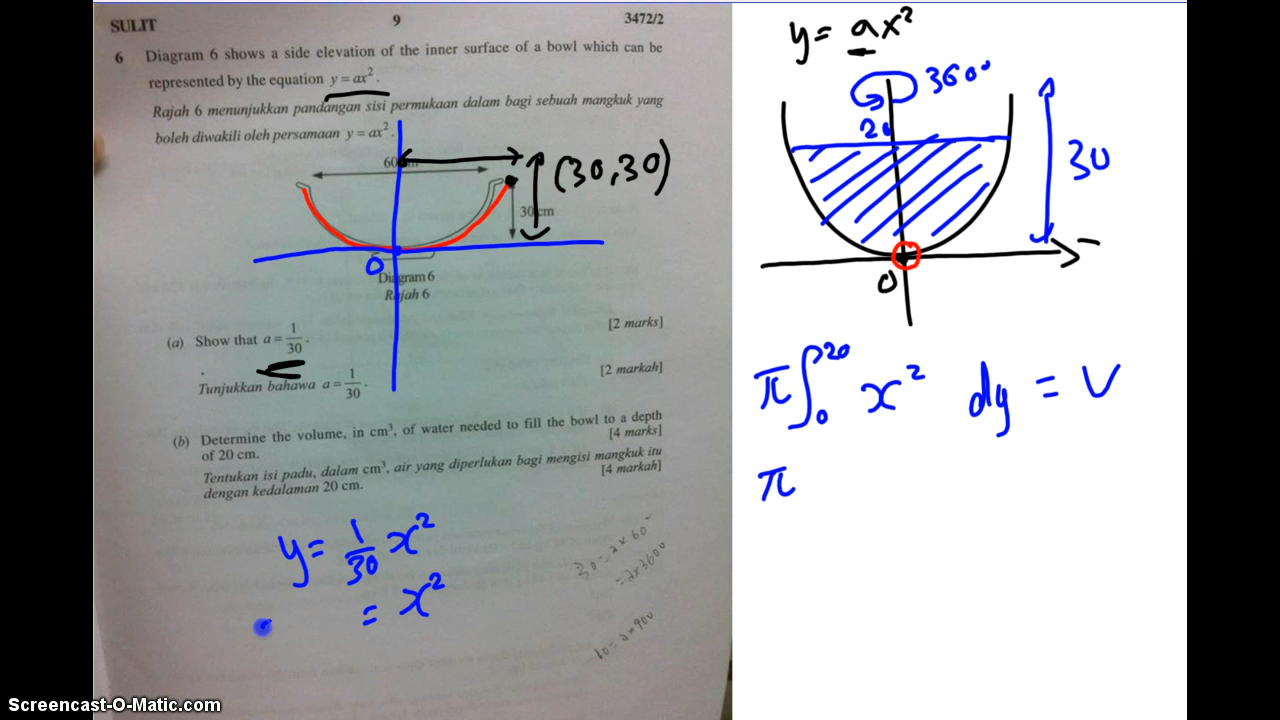 SULIT 9 3472/2
6 Diagram 6 shows a side elevation of the inner surface of a bowl which can be
represented by the equation y = ax².
Rajah 6 menunjukkan pandangan sisi permukaan dalam bagi sebuah mangkuk yang
boleh diwakili oleh persamaan y = ax².
60
(30,30)
30 cm
O
Diagram 6
Rajah 6
(a) Show that a = 1/30 . [2 marks]
Tunjukkan bahawa a = 1/30 . [2 markah]
(b) Determine the volume, in cm³, of water needed to fill the bowl to a depth
of 20 cm. [4 marks]
Tentukan isi padu, dalam cm³, air yang diperlukan bagi mengisi mangkuk itu
dengan kedalaman 20 cm. [4 markah]
y = 1/30 x²
= x²
y = ax²
360°
20
30
O
π∫₀²⁰ x² dy = V
π
Screencast-O-Matic.com